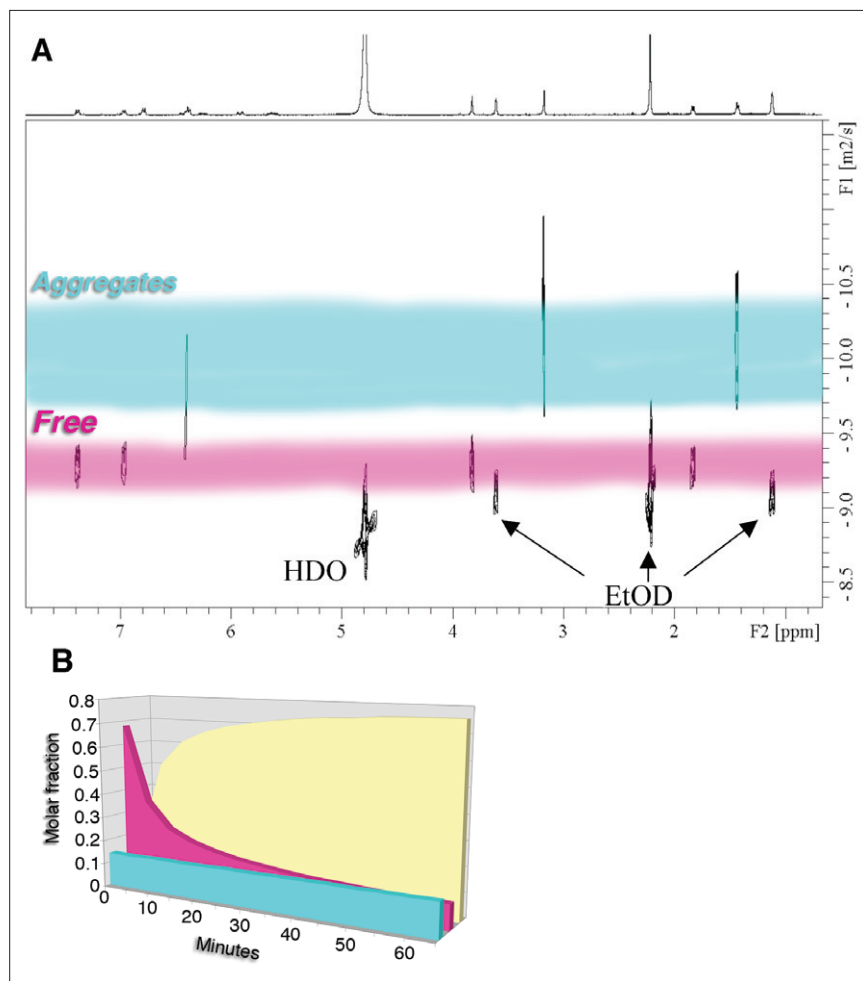 A
F1 [m2/s]
Aggregates
- 10.5
- 10.0
Free
- 9.5
- 9.0
HDO
EtOD
- 8.5
7 6 5 4 3 2 F2 [ppm]
B
0.8
0.7
0.6
0.5
0.4
0.3
0.2
0.1
0
Molar fraction
0 10 20 30 40 50 60
Minutes